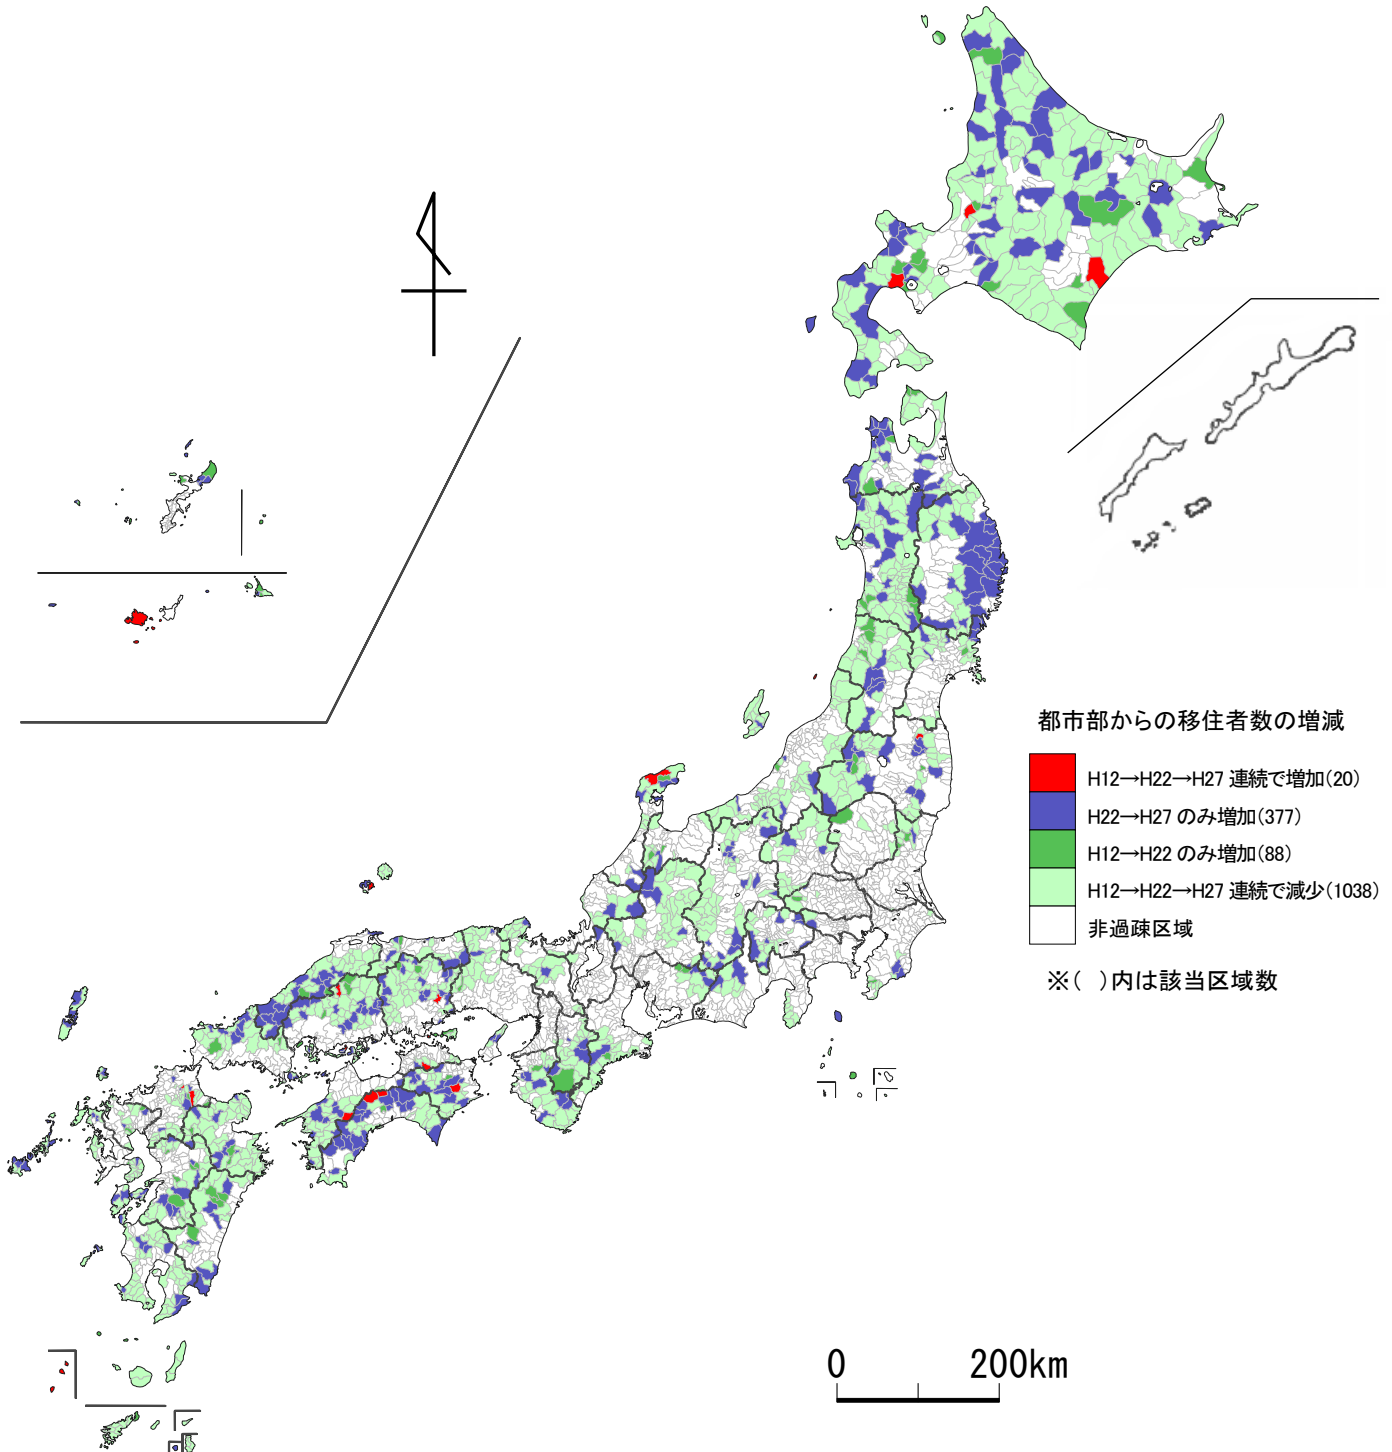 都市部からの移住者数の増減
H12→H22→H27 連続で増加(20)
H22→H27 のみ増加(377)
H12→H22 のみ増加(88)
H12→H22→H27 連続で減少(1038)
非過疎区域
※( )内は該当区域数
0 200km